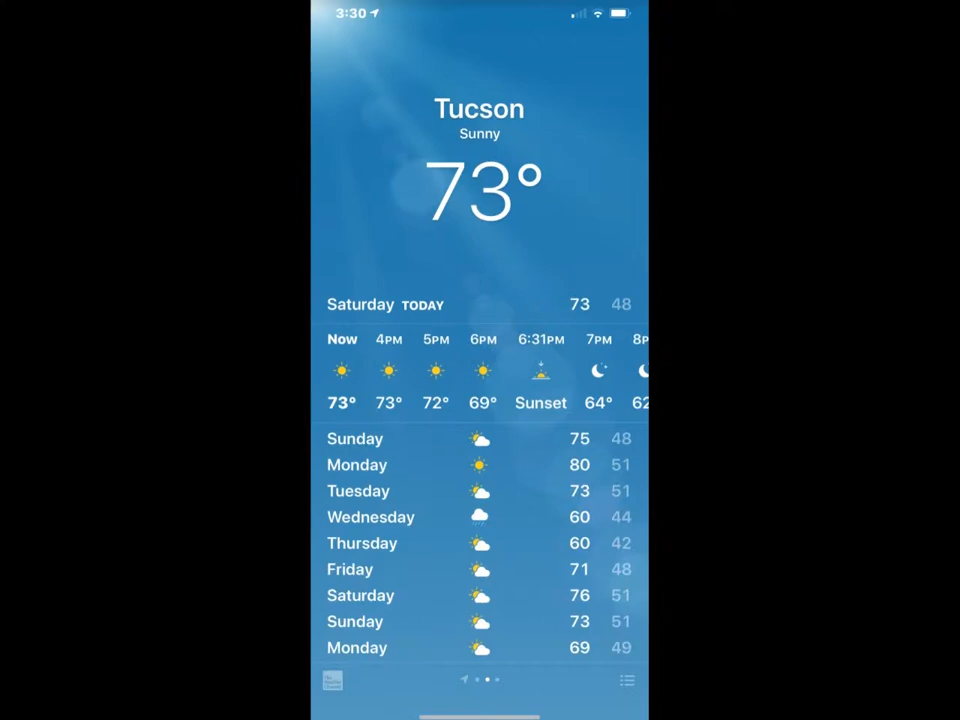 3:30
Tucson
Sunny
73°
Saturday TODAY 73 48
Now 4PM 5PM 6PM 6:31PM 7PM
73° 73° 72° 69° Sunset 64° 62
Sunday 75 48
Monday 80 51
Tuesday 73 51
Wednesday 60 44
Thursday 60 42
Friday 71 48
Saturday 76 51
Sunday 73 51
Monday 69 49